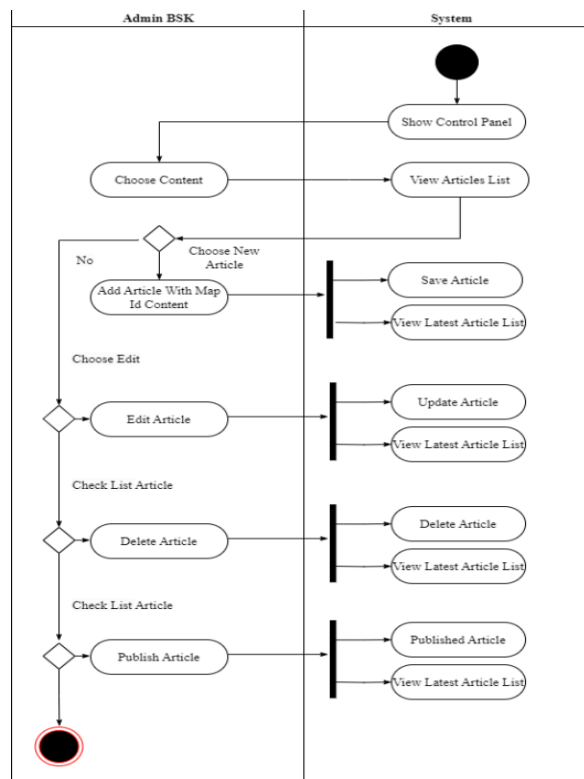 Admin BSK
System
Show Control Panel
Choose Content
View Articles List
Choose New
Article
No
Add Article With Map
Id Content
Save Article
View Latest Article List
Choose Edit
Edit Article
Update Article
View Latest Article List
Check List Article
Delete Article
Delete Article
View Latest Article List
Check List Article
Publish Article
Published Article
View Latest Article List